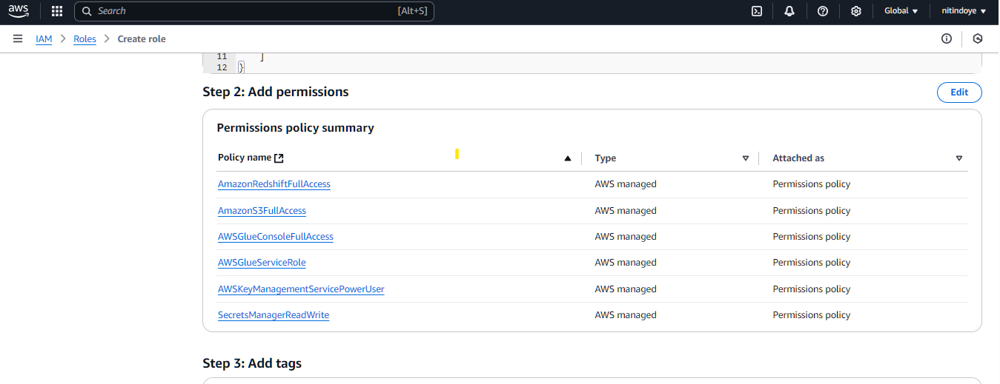 aws Search [Alt+S] Global nitindoye
IAM > Roles > Create role
11 ]
12 }
Step 2: Add permissions Edit
Permissions policy summary
Policy name Type Attached as
AmazonRedshiftFullAccess AWS managed Permissions policy
AmazonS3FullAccess AWS managed Permissions policy
AWSGlueConsoleFullAccess AWS managed Permissions policy
AWSGlueServiceRole AWS managed Permissions policy
AWSKeyManagementServicePowerUser AWS managed Permissions policy
SecretsManagerReadWrite AWS managed Permissions policy
Step 3: Add tags